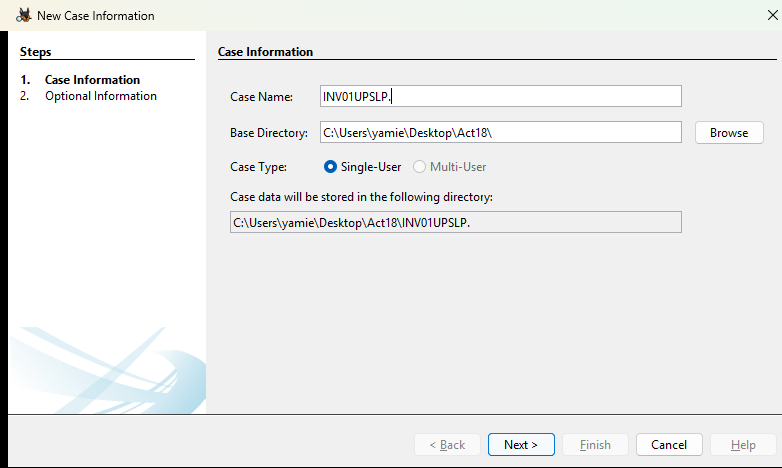 New Case Information
Steps
1. Case Information
2. Optional Information
Case Information
Case Name: INV01UPSLP.
Base Directory: C:\Users\yamie\Desktop\Act18\ Browse
Case Type: Single-User Multi-User
Case data will be stored in the following directory:
C:\Users\yamie\Desktop\Act18\INV01UPSLP.
< Back Next > Finish Cancel Help